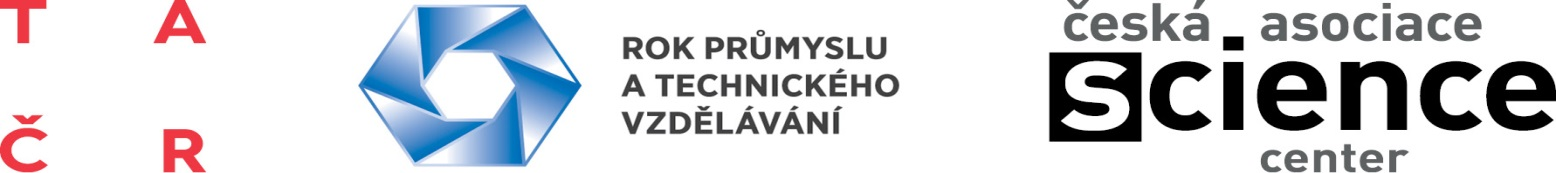 T A
Č R
ROK PRŮMYSLU
A TECHNICKÉHO
VZDĚLÁVÁNÍ
česká asociace
science
center